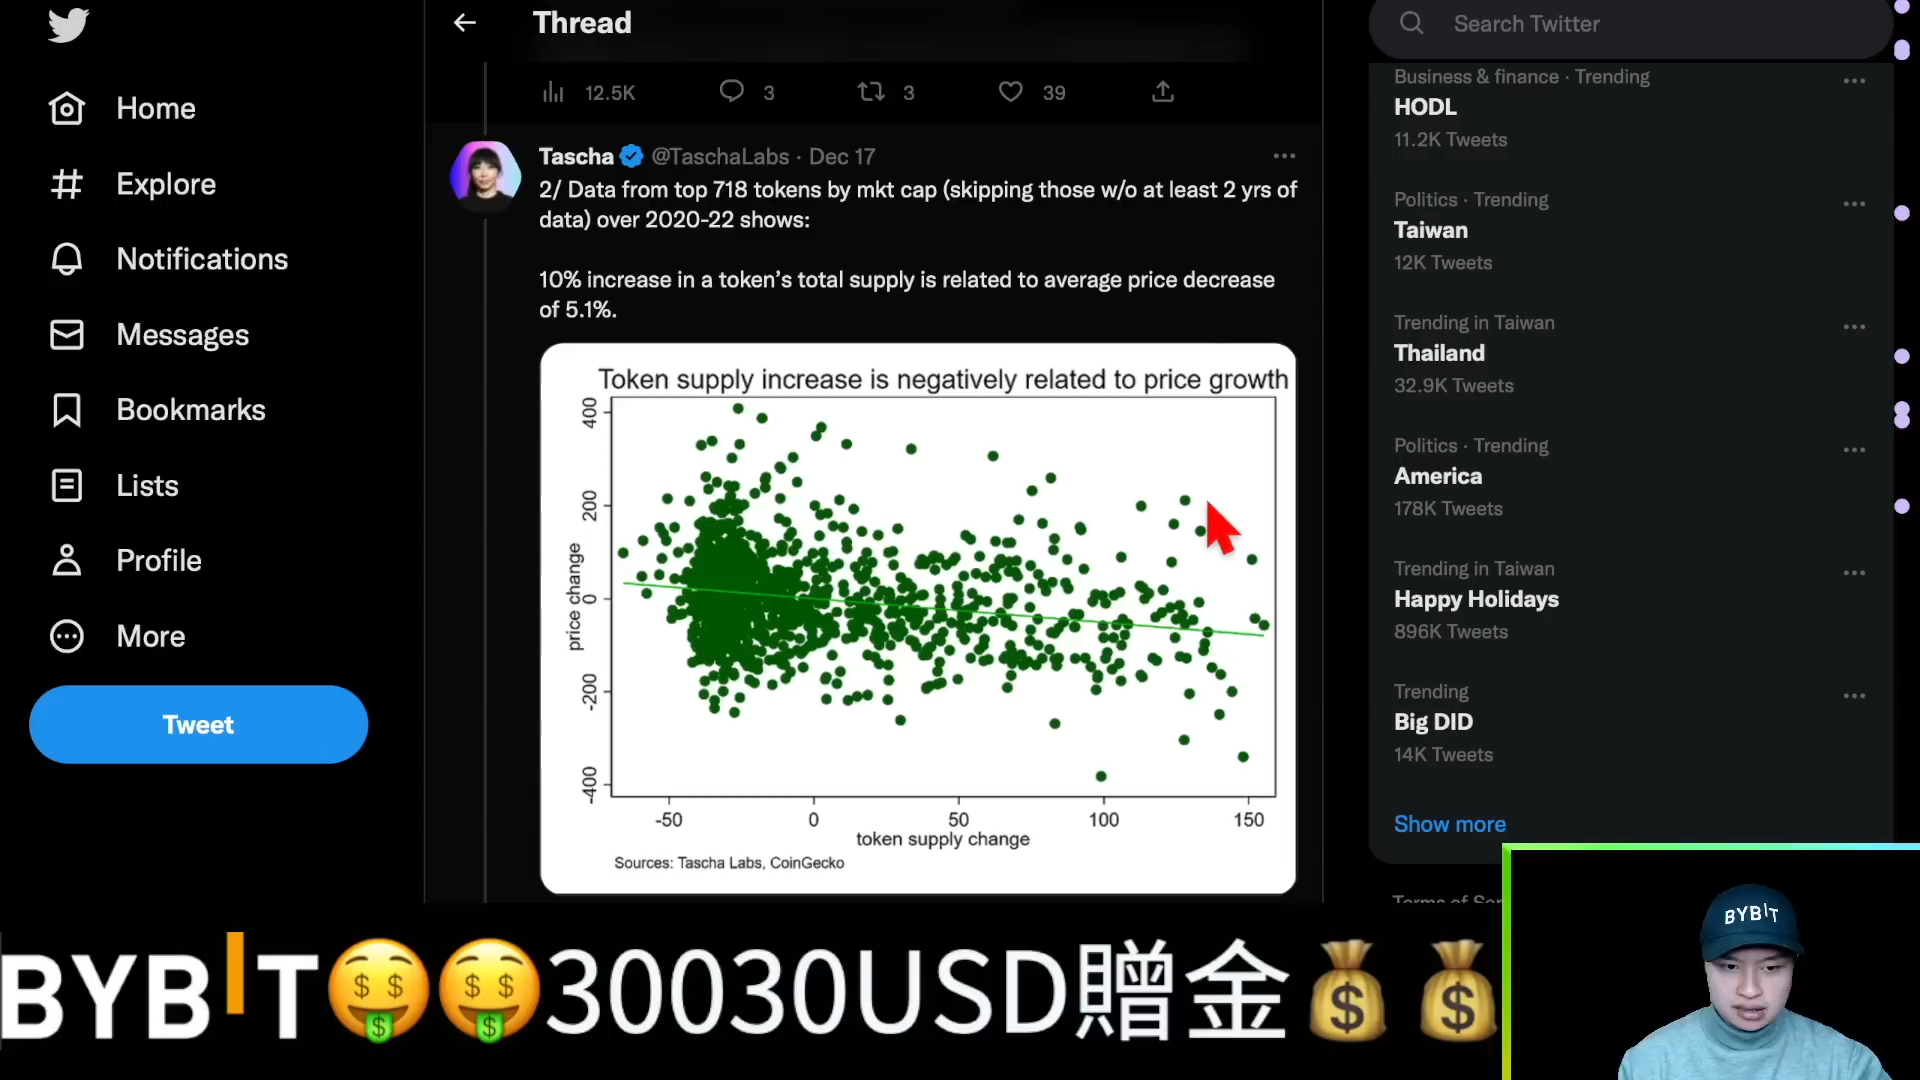 Home
Explore
Notifications
Messages
Bookmarks
Lists
Profile
More
Tweet
Thread
12.5K 3 3 39
Tascha @TaschaLabs · Dec 17
2/ Data from top 718 tokens by mkt cap (skipping those w/o at least 2 yrs of
data) over 2020-22 shows:
10% increase in a token’s total supply is related to average price decrease
of 5.1%.
Token supply increase is negatively related to price growth
400
200
0
-200
-400
price change
-50 0 50 100 150
token supply change
Sources: Tascha Labs, CoinGecko
Search Twitter
Business & finance · Trending
HODL
11.2K Tweets
Politics · Trending
Taiwan
12K Tweets
Trending in Taiwan
Thailand
32.9K Tweets
Politics · Trending
America
178K Tweets
Trending in Taiwan
Happy Holidays
896K Tweets
Trending
Big DID
14K Tweets
Show more
BYBIT🤑🤑30030USD贈金💰💰
BYBIT